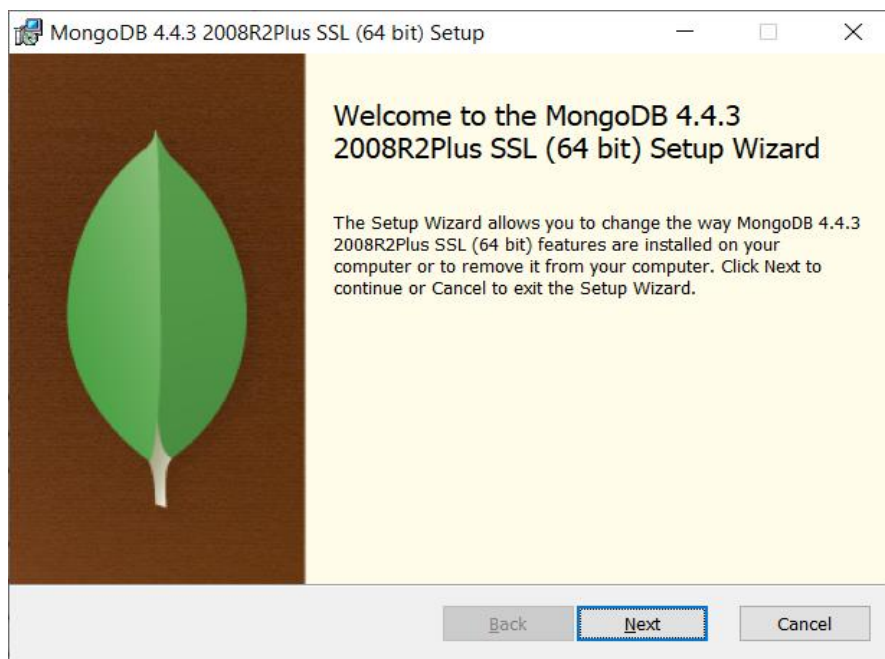 MongoDB 4.4.3 2008R2Plus SSL (64 bit) Setup
Welcome to the MongoDB 4.4.3
2008R2Plus SSL (64 bit) Setup Wizard
The Setup Wizard allows you to change the way MongoDB 4.4.3
2008R2Plus SSL (64 bit) features are installed on your
computer or to remove it from your computer. Click Next to
continue or Cancel to exit the Setup Wizard.
Back
Next
Cancel